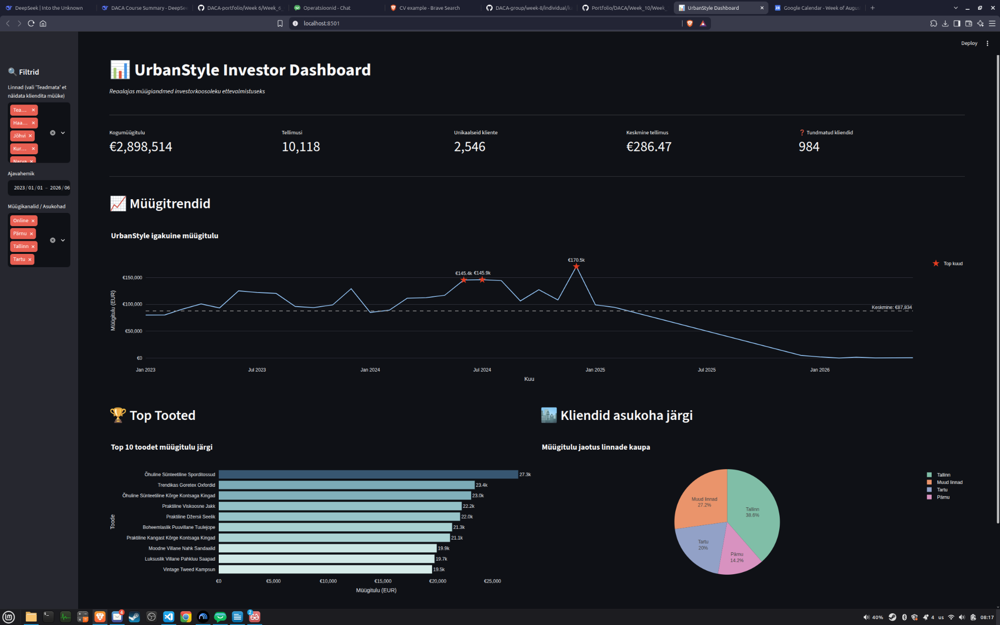 DeepSeek | Into the Unknown
DACA Course Summary - DeepSee
DACA-portfolio/Week 6/Week_6_
Operatsioonid - Chat
CV example - Brave Search
DACA-group/week-8/individual/ka
Portfolio/DACA/Week_10/Week_
UrbanStyle Dashboard
Google Calendar - Week of Augus
localhost:8501
Deploy
Filtrid
Linnad (vali 'Teadmata' et
näidata kliendita müüke)
Tea...
Haa...
Jõhvi
Kur...
Narva
Ajavahemik
2023/01/01 – 2026/06
Müügikanalid / Asukohad
Online
Pärnu
Tallinn
Tartu
UrbanStyle Investor Dashboard
Reaalajas müügiandmed investorkoosoleku ettevalmistuseks
Kogumüügitulu
€2,898,514
Tellimusi
10,118
Unikaalseid kliente
2,546
Keskmine tellimus
€286.47
❓ Tundmatud kliendid
984
Müügitrendid
UrbanStyle igakuine müügitulu
€170.5k
€145.4k €145.9k
Top kuud
€150,000
€100,000
€50,000
€0
Müügitulu (EUR)
Keskmine: €87,834
Jan 2023
Jul 2023
Jan 2024
Jul 2024
Jan 2025
Jul 2025
Jan 2026
Kuu
Top Tooted
Top 10 toodet müügitulu järgi
Toode
Õhuline Sünteetiline Sporditossud 27.3k
Trendikas Goretex Oxfordid 23.4k
Õhuline Sünteetiline Kõrge Kontsaga Kingad 23.0k
Praktiline Viskoosne Jakk 22.2k
Praktiline Džersii Seelik 22.0k
Boheemlaslik Puuvillane Tuulejope 21.3k
Praktiline Kangast Kõrge Kontsaga Kingad 21.1k
Moodne Villane Nahk Sandaalid 19.9k
Luksuslik Villane Pahkluu Saapad 19.7k
Vintage Tweed Kampsun 19.5k
€0
€5,000
€10,000
€15,000
€20,000
€25,000
Müügitulu (EUR)
Kliendid asukoha järgi
Müügitulu jaotus linnade kaupa
Muud linnad
27.2%
Tallinn
38.6%
Tartu
20%
Pärnu
14.2%
Tallinn
Muud linnad
Tartu
Pärnu
4
2
40%
4
us
08:17